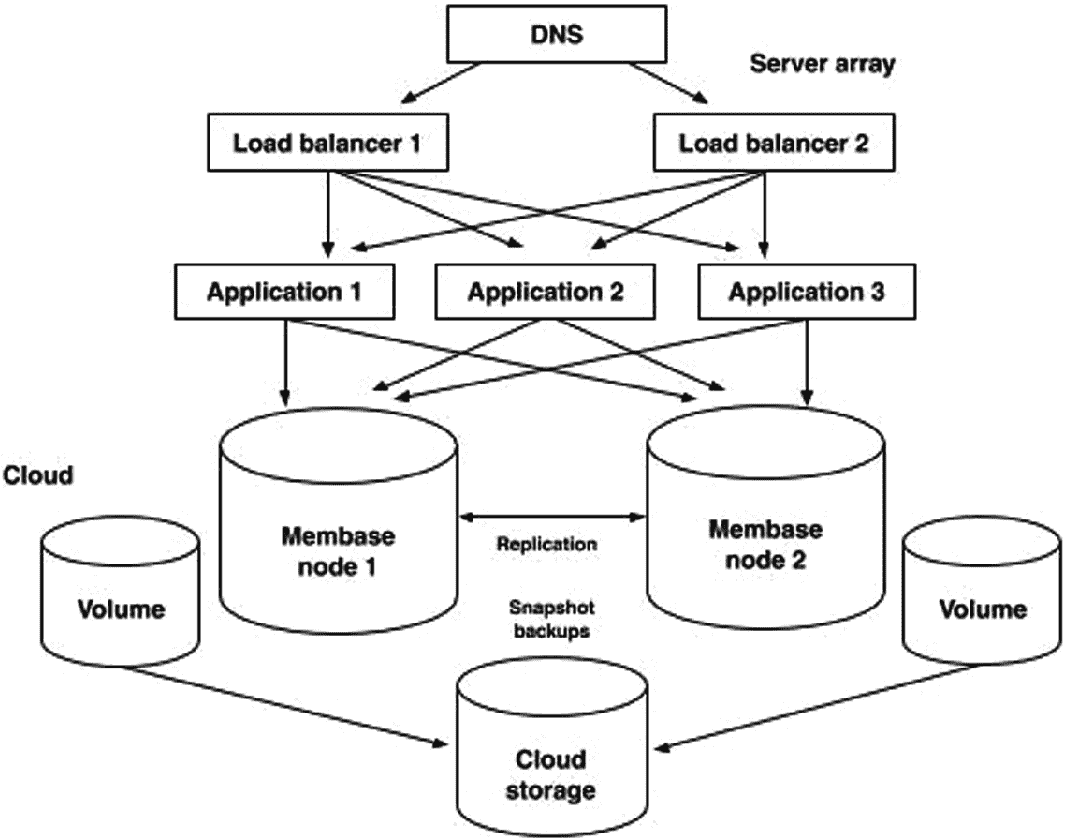 DNS
Server array
Load balancer 1
Load balancer 2
Application 1
Application 2
Application 3
Cloud
Membase
node 1
Replication
Membase
node 2
Volume
Snapshot
backups
Volume
Cloud
storage